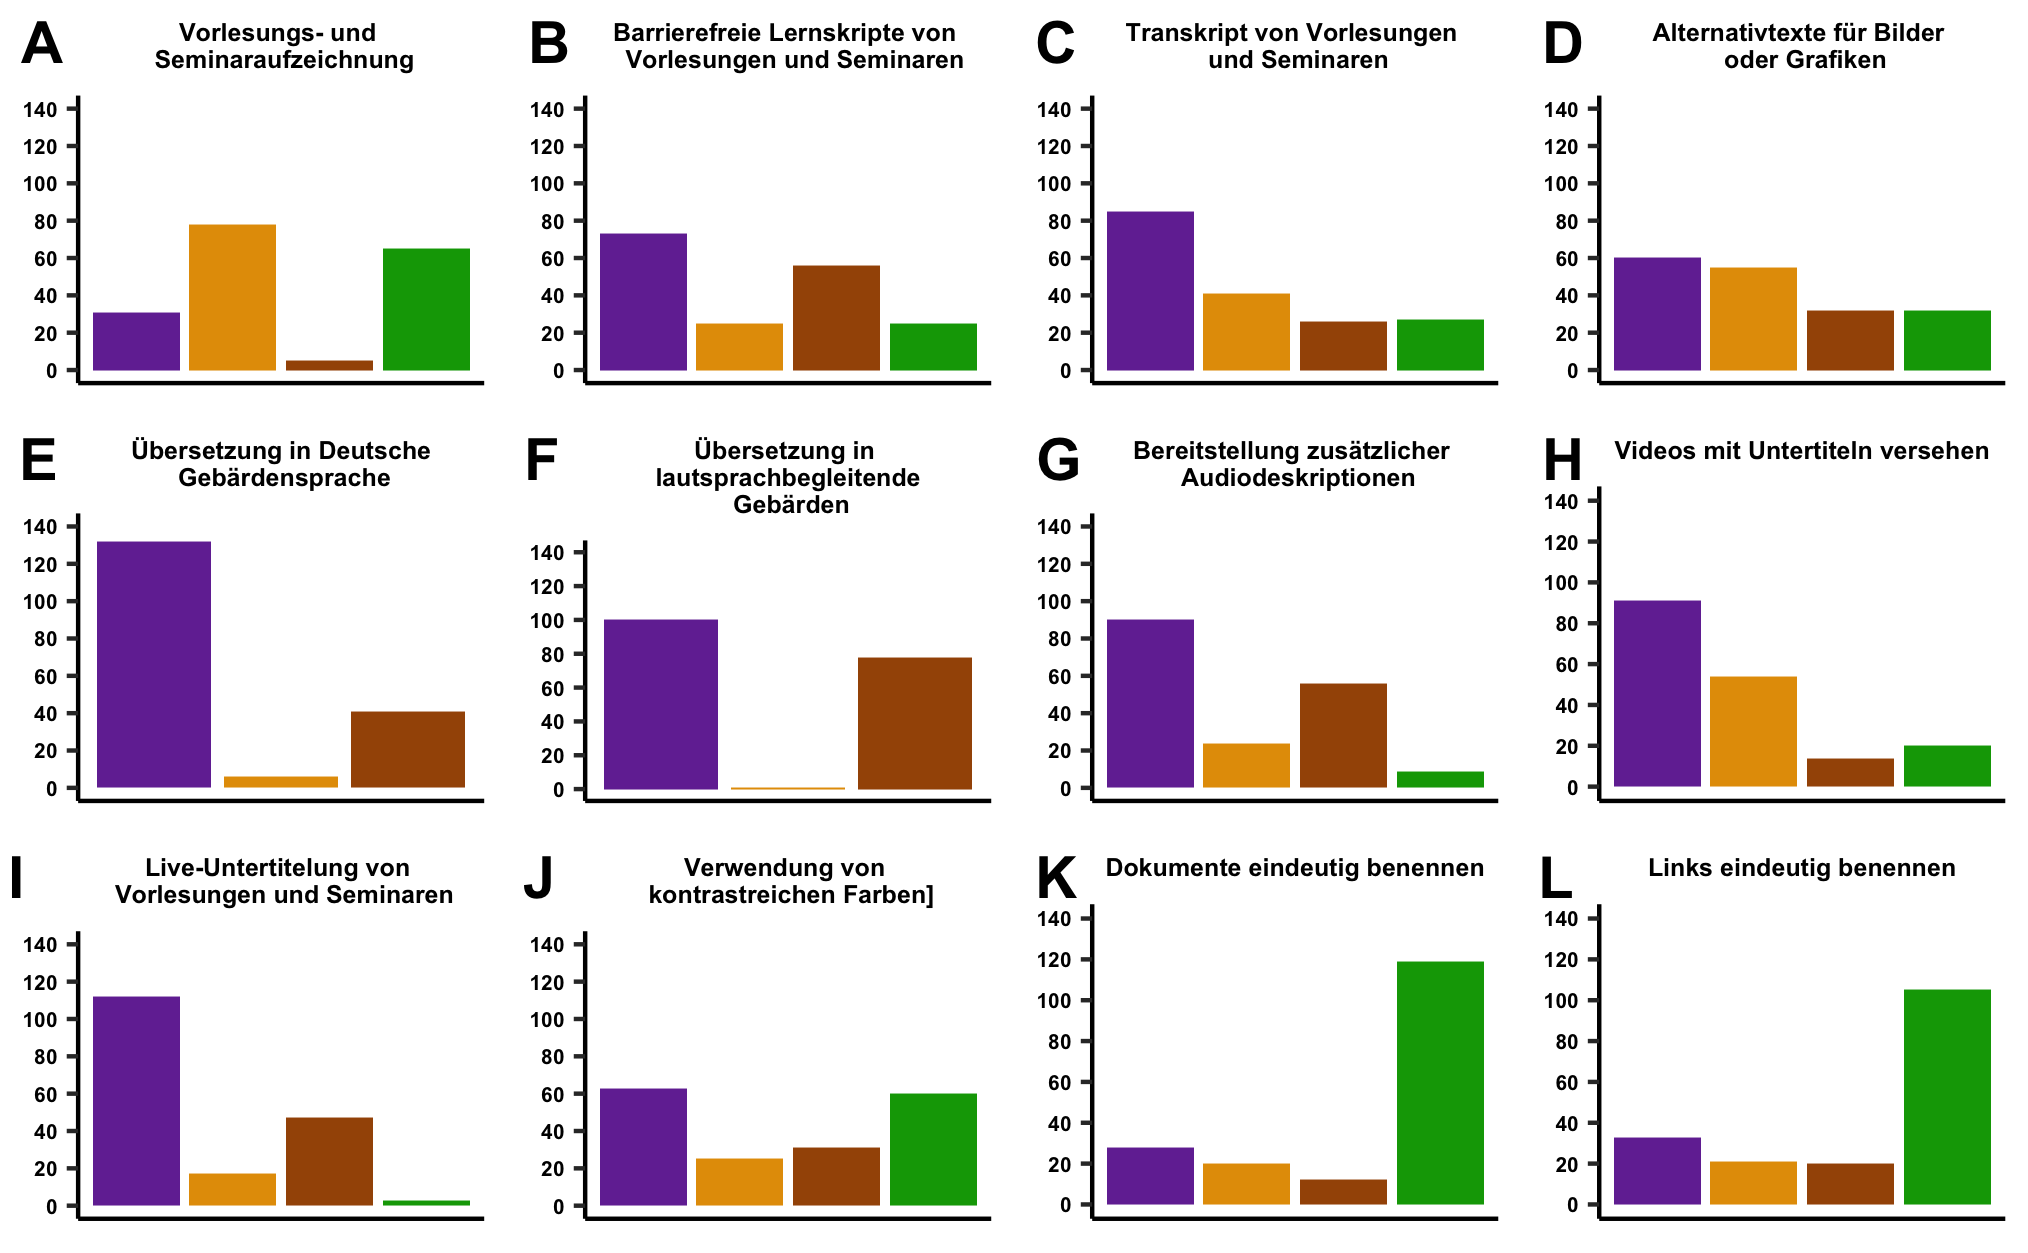 A
Vorlesungs- und
Seminaraufzeichnung
140
120
100
80
60
40
20
0
B
Barrierefreie Lernskripte von
Vorlesungen und Seminaren
140
120
100
80
60
40
20
0
C
Transkript von Vorlesungen
und Seminaren
140
120
100
80
60
40
20
0
D
Alternativtexte für Bilder
oder Grafiken
140
120
100
80
60
40
20
0
E
Übersetzung in Deutsche
Gebärdensprache
140
120
100
80
60
40
20
0
F
Übersetzung in
lautsprachbegleitende
Gebärden
140
120
100
80
60
40
20
0
G
Bereitstellung zusätzlicher
Audiodeskriptionen
140
120
100
80
60
40
20
0
H
Videos mit Untertiteln versehen
140
120
100
80
60
40
20
0
I
Live-Untertitelung von
Vorlesungen und Seminaren
140
120
100
80
60
40
20
0
J
Verwendung von
kontrastreichen Farben]
140
120
100
80
60
40
20
0
K
Dokumente eindeutig benennen
140
120
100
80
60
40
20
0
L
Links eindeutig benennen
140
120
100
80
60
40
20
0